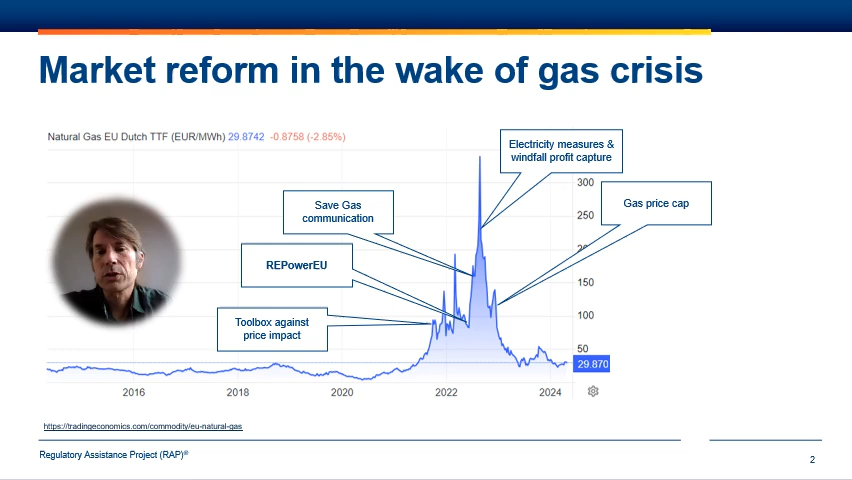 Market reform in the wake of gas crisis
Natural Gas EU Dutch TTF (EUR/MWh) 29.8742 -0.8758 (-2.85%)
Electricity measures &
windfall profit capture
Save Gas
communication
Gas price cap
REPowerEU
Toolbox against
price impact
300
250
150
100
50
29.870
2016
2018
2020
2022
2024
https://tradingeconomics.com/commodity/eu-natural-gas
Regulatory Assistance Project (RAP)®
2